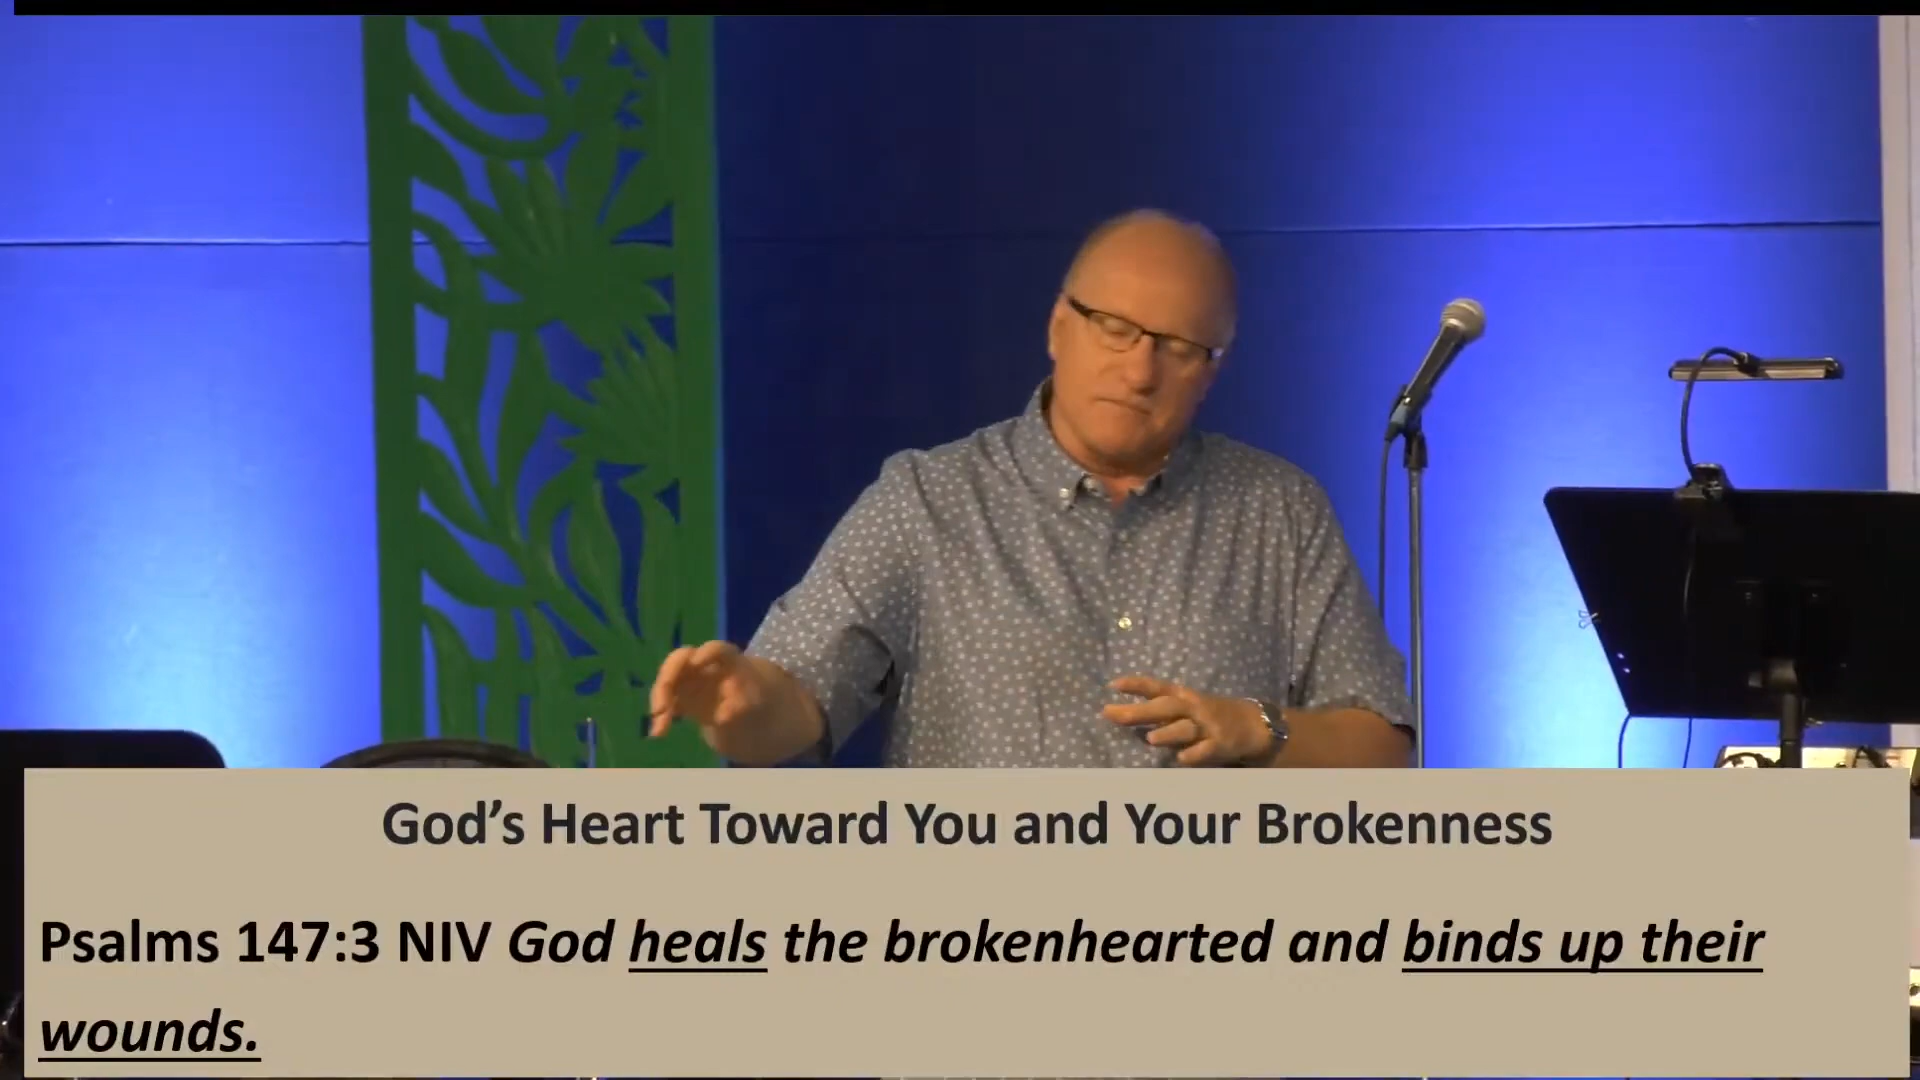 God’s Heart Toward You and Your Brokenness
Psalms 147:3 NIV God heals the brokenhearted and binds up their
wounds.